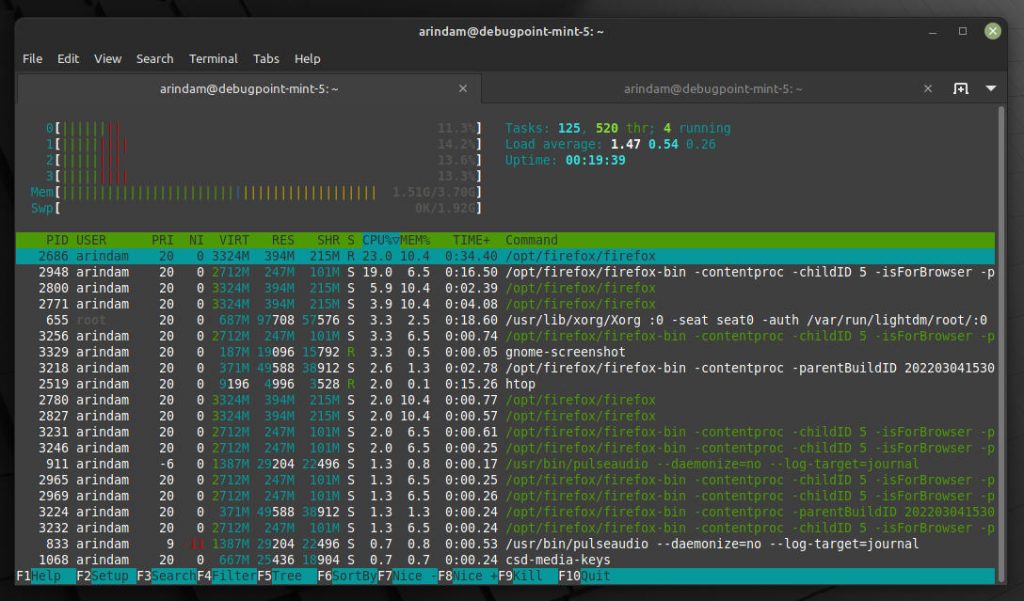 arindam@debugpoint-mint-5: ~
File Edit View Search Terminal Tabs Help
arindam@debugpoint-mint-5: ~ × arindam@debugpoint-mint-5: ~ ×
0[||||||||| 11.3%] Tasks: 125, 520 thr; 4 running
1[||||||||| 14.2%] Load average: 1.47 0.54 0.26
2[|||||||| 13.6%] Uptime: 00:19:39
3[||||||||| 13.3%]
Mem[||||||||||||||||||||||||||||||||||||||||||| 1.51G/3.70G]
Swp[ 0K/1.92G]
PID USER PRI NI VIRT RES SHR S CPU%▽MEM% TIME+ Command
2686 arindam 20 0 3324M 394M 215M R 23.0 10.4 0:34.40 /opt/firefox/firefox
2948 arindam 20 0 2712M 247M 101M S 19.0 6.5 0:16.50 /opt/firefox/firefox-bin -contentproc -childID 5 -isForBrowser -p
2800 arindam 20 0 3324M 394M 215M S 5.9 10.4 0:02.39 /opt/firefox/firefox
2771 arindam 20 0 3324M 394M 215M S 3.9 10.4 0:04.08 /opt/firefox/firefox
655 root 20 0 687M 97708 57576 S 3.3 2.5 0:18.60 /usr/lib/xorg/Xorg :0 -seat seat0 -auth /var/run/lightdm/root/:0
3256 arindam 20 0 2712M 247M 101M S 3.3 6.5 0:00.74 /opt/firefox/firefox-bin -contentproc -childID 5 -isForBrowser -p
3329 arindam 20 0 187M 19096 15792 R 3.3 0.5 0:00.05 gnome-screenshot
3218 arindam 20 0 371M 49588 38912 S 2.6 1.3 0:02.78 /opt/firefox/firefox-bin -contentproc -parentBuildID 202203041530
2519 arindam 20 0 9196 4996 3528 R 2.0 0.1 0:15.26 htop
2780 arindam 20 0 3324M 394M 215M S 2.0 10.4 0:00.77 /opt/firefox/firefox
2827 arindam 20 0 3324M 394M 215M S 2.0 10.4 0:00.57 /opt/firefox/firefox
3231 arindam 20 0 2712M 247M 101M S 2.0 6.5 0:00.61 /opt/firefox/firefox-bin -contentproc -childID 5 -isForBrowser -p
3246 arindam 20 0 2712M 247M 101M S 2.0 6.5 0:00.25 /opt/firefox/firefox-bin -contentproc -childID 5 -isForBrowser -p
911 arindam -6 0 1387M 29204 22496 S 1.3 0.8 0:00.17 /usr/bin/pulseaudio --daemonize=no --log-target=journal
2965 arindam 20 0 2712M 247M 101M S 1.3 6.5 0:00.25 /opt/firefox/firefox-bin -contentproc -childID 5 -isForBrowser -p
2969 arindam 20 0 2712M 247M 101M S 1.3 6.5 0:00.26 /opt/firefox/firefox-bin -contentproc -childID 5 -isForBrowser -p
3224 arindam 20 0 371M 49588 38912 S 1.3 1.3 0:00.24 /opt/firefox/firefox-bin -contentproc -parentBuildID 202203041530
3232 arindam 20 0 2712M 247M 101M S 1.3 6.5 0:00.24 /opt/firefox/firefox-bin -contentproc -childID 5 -isForBrowser -p
833 arindam 9 -11 1387M 29204 22496 S 0.7 0.8 0:00.53 /usr/bin/pulseaudio --daemonize=no --log-target=journal
1068 arindam 20 0 667M 25436 18904 S 0.7 0.7 0:00.24 csd-media-keys
F1Help F2Setup F3SearchF4FilterF5Tree F6SortByF7Nice -F8Nice +F9Kill F10Quit